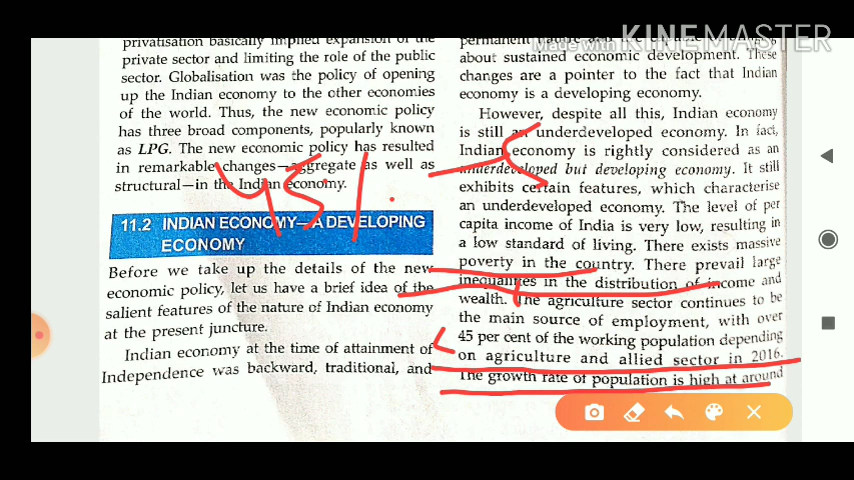 Made with KINEMASTER
privatisation basically implied expansion of the
private sector and limiting the role of the public
sector. Globalisation was the policy of opening
up the Indian economy to the other economies
of the world. Thus, the new economic policy
has three broad components, popularly known
as LPG. The new economic policy has resulted
in remarkable changes—aggregate as well as
structural—in the Indian economy.
45%
11.2 INDIAN ECONOMY—A DEVELOPING
ECONOMY
Before we take up the details of the new
economic policy, let us have a brief idea of the
salient features of the nature of Indian economy
at the present juncture.
Indian economy at the time of attainment of
Independence was backward, traditional, and
permanent
about sustained economic development. These
changes are a pointer to the fact that Indian
economy is a developing economy.
However, despite all this, Indian economy
is still an underdeveloped economy. In fact,
Indian economy is rightly considered as an
underdeveloped but developing economy. It still
exhibits certain features, which characterise
an underdeveloped economy. The level of per
capita income of India is very low, resulting in
a low standard of living. There exists massive
poverty in the country. There prevail large
inequalities in the distribution of income and
wealth. The agriculture sector continues to be
the main source of employment, with over
45 per cent of the working population depending
on agriculture and allied sector in 2016.
The growth rate of population is high at around